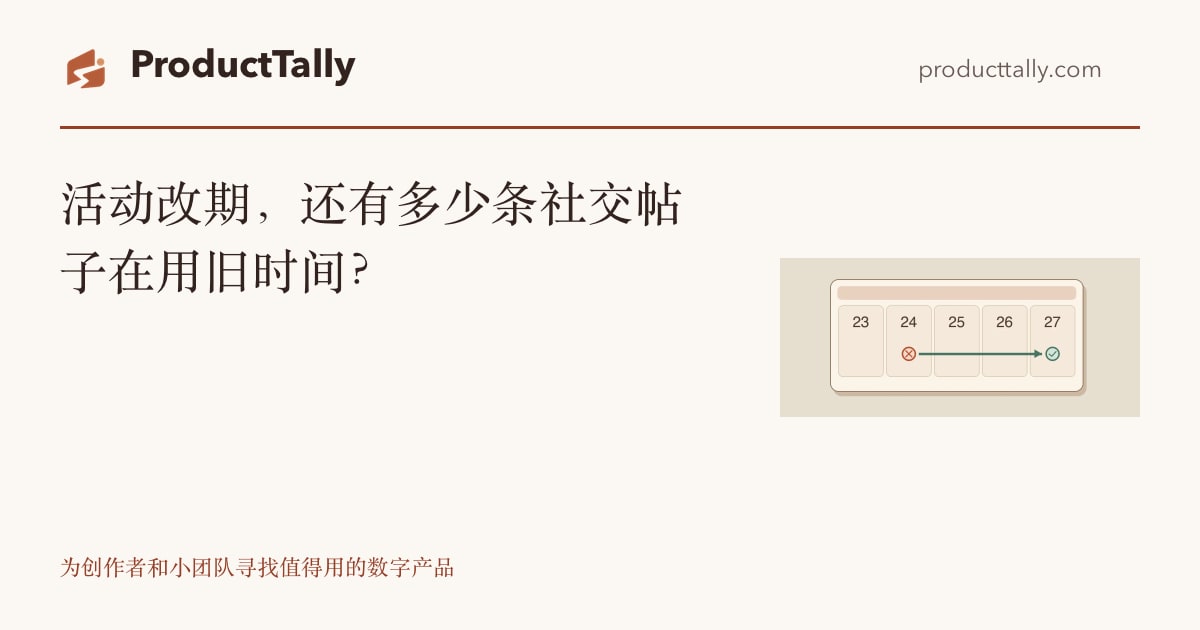 ProductTally
producttally.com
活动改期，还有多少条社交帖
子在用旧时间？
23 24 25 26 27
为创作者和小团队寻找值得用的数字产品